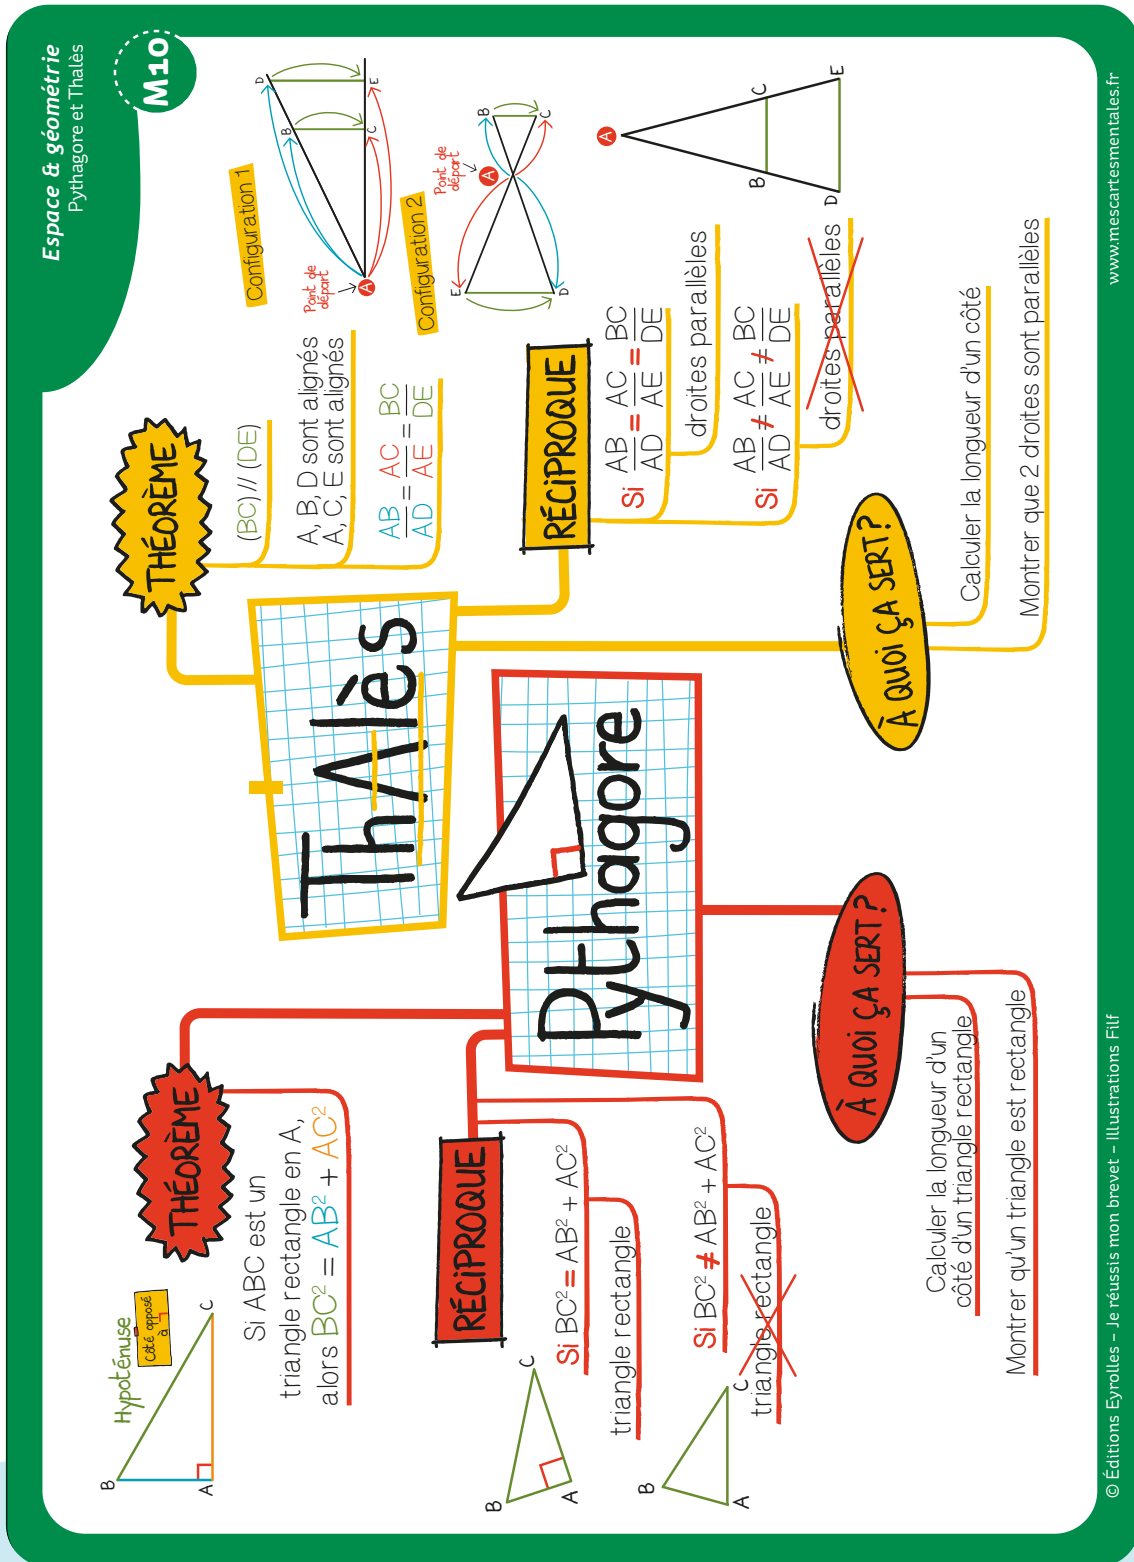 Espace & géométrie
Pythagore et Thalès
M10
ThAlès
THÉORÈME
(BC) // (DE)
A, B, D sont alignés
A, C, E sont alignés
AB/AD = AC/AE = BC/DE
Configuration 1
Point de
départ
A
B
C
D
E
Configuration 2
Point de
départ
A
B
C
D
E
RÉCiPROQUE
Si AB/AD = AC/AE = BC/DE
droites parallèles
Si AB/AD ≠ AC/AE ≠ BC/DE
droites parallèles
A
B
C
D
E
À QUOI ÇA SERT ?
Calculer la longueur d'un côté
Montrer que 2 droites sont parallèles
Pythagore
THÉORÈME
Hypoténuse
Côté opposé
à
B
A
C
Si ABC est un
triangle rectangle en A,
alors BC² = AB² + AC²
RÉCiPROQUE
Si BC² = AB² + AC²
triangle rectangle
B
A
C
Si BC² ≠ AB² + AC²
triangle rectangle
B
A
C
À QUOI ÇA SERT ?
Calculer la longueur d'un
côté d'un triangle rectangle
Montrer qu'un triangle est rectangle
© Éditions Eyrolles – Je réussis mon brevet – Illustrations Filf
www.mescartesmentales.fr